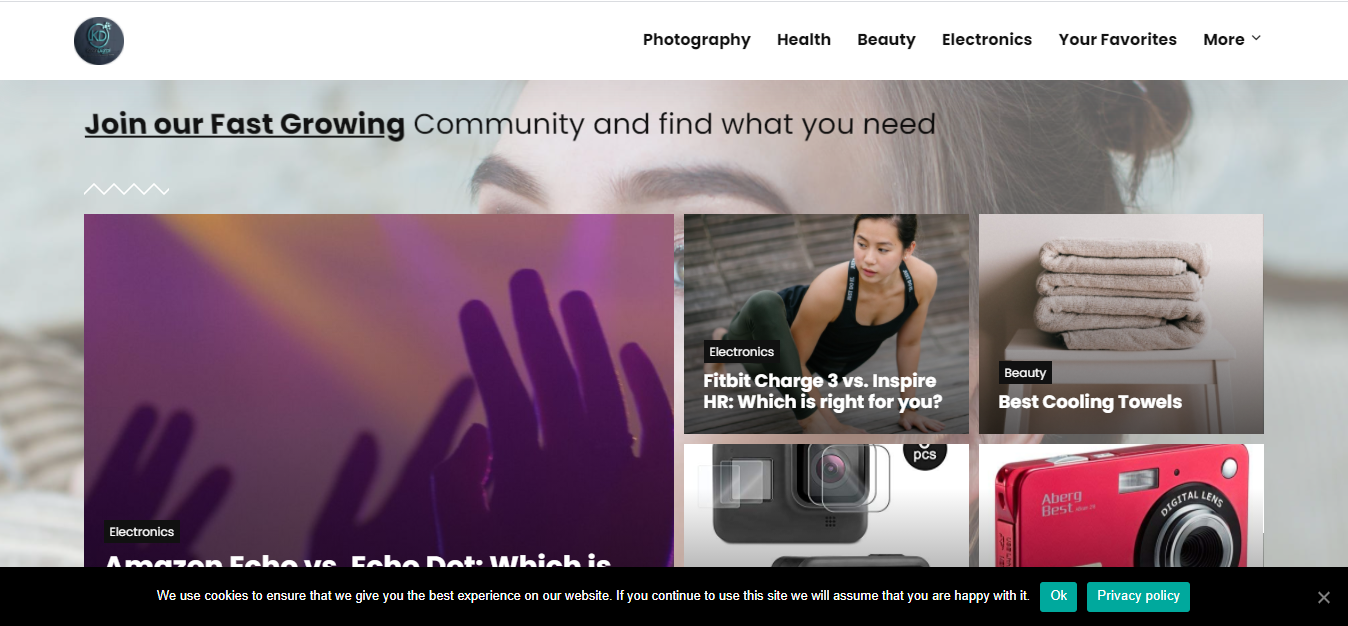 KD
Photography Health Beauty Electronics Your Favorites More
Join our Fast Growing Community and find what you need
Electronics
Amazon Echo vs. Echo Dot: Which is
Electronics
Fitbit Charge 3 vs. Inspire
HR: Which is right for you?
Beauty
Best Cooling Towels
pcs
Aberg
Best
DIGITAL LENS
We use cookies to ensure that we give you the best experience on our website. If you continue to use this site we will assume that you are happy with it. Ok Privacy policy